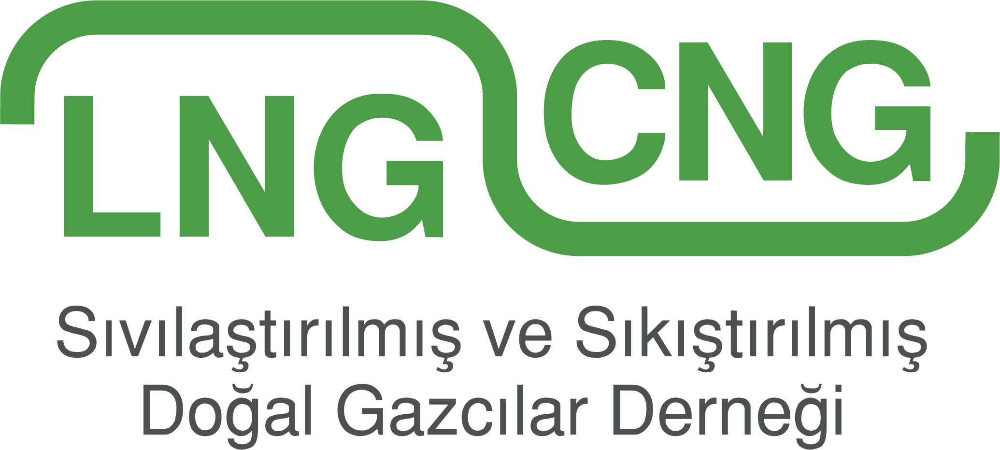 LNG
CNG
Sıvılaştırılmış ve Sıkıştırılmış
Doğal Gazcılar Derneği